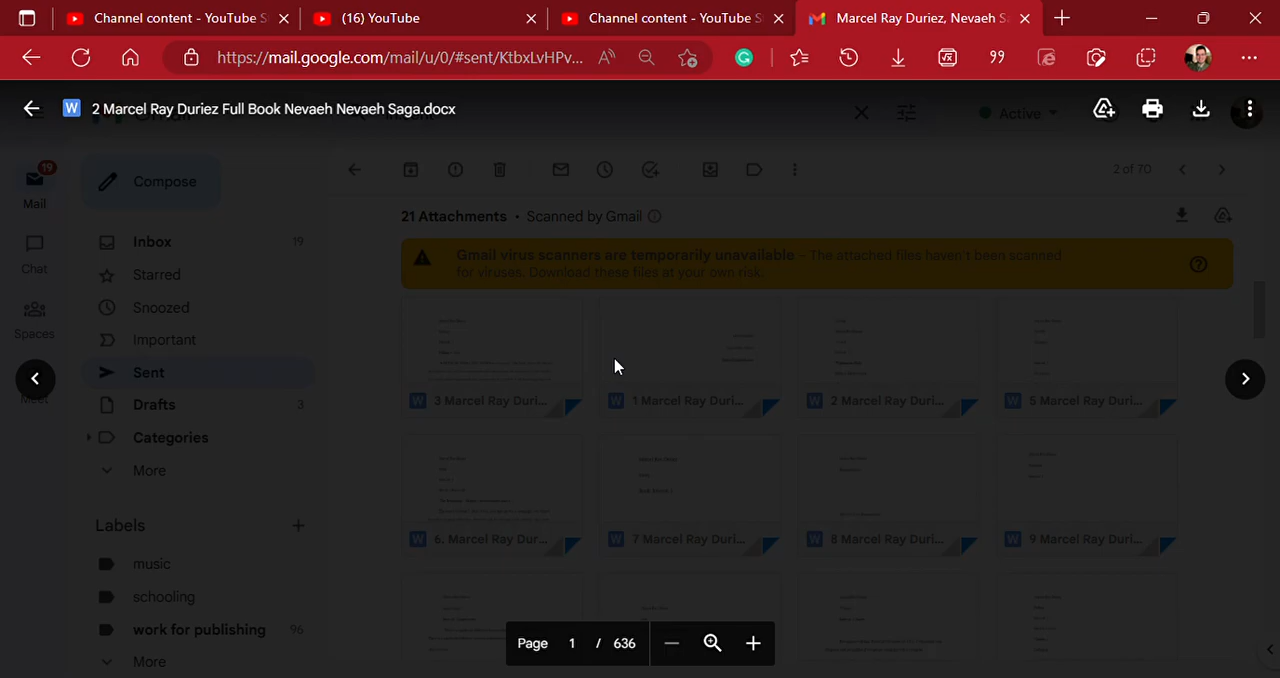 Channel content - YouTube S
(16) YouTube
Channel content - YouTube S
Marcel Ray Duriez, Nevaeh S
https://mail.google.com/mail/u/0/#sent/KtbxLvHPv...
2 Marcel Ray Duriez Full Book Nevaeh Nevaeh Saga.docx
Active
19
Mail
Compose
2 of 70
21 Attachments • Scanned by Gmail
Chat
Inbox 19
Gmail virus scanners are temporarily unavailable - The attached files haven't been scanned
for viruses. Download these files at your own risk.
Starred
Snoozed
Spaces
Important
Sent
Meet
Drafts 3
Categories
More
3 Marcel Ray Duri...
1 Marcel Ray Duri...
2 Marcel Ray Duri...
5 Marcel Ray Duri...
6. Marcel Ray Dur...
7 Marcel Ray Duri...
8 Marcel Ray Duri...
9 Marcel Ray Duri...
Labels
music
schooling
work for publishing 96
More
Page 1 / 636